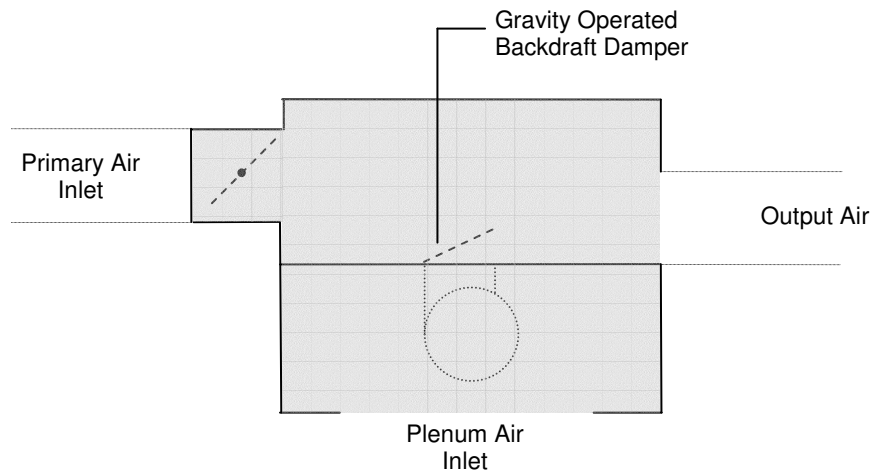 Gravity Operated
Backdraft Damper
Primary Air
Inlet
Output Air
Plenum Air
Inlet